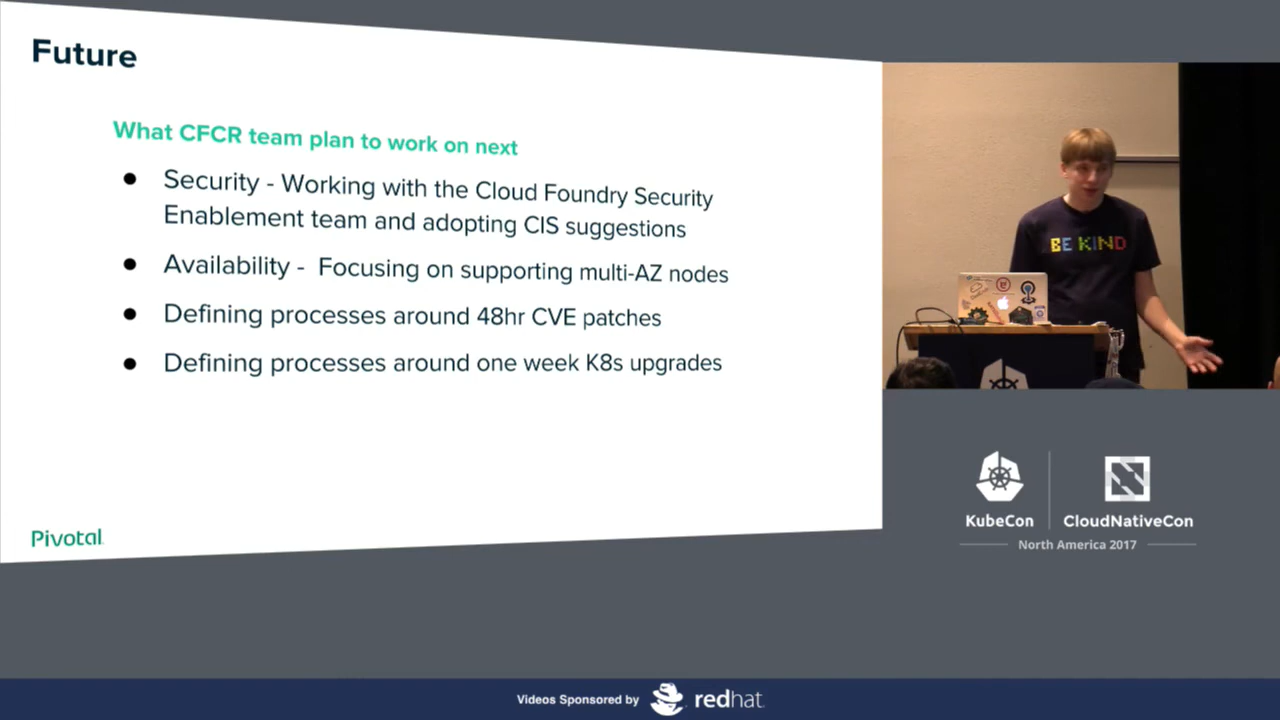 Future
What CFCR team plan to work on next
● Security - Working with the Cloud Foundry Security
Enablement team and adopting CIS suggestions
● Availability - Focusing on supporting multi-AZ nodes
● Defining processes around 48hr CVE patches
● Defining processes around one week K8s upgrades
Pivotal
BE KIND
KubeCon
CloudNativeCon
North America 2017
Videos Sponsored by
redhat.